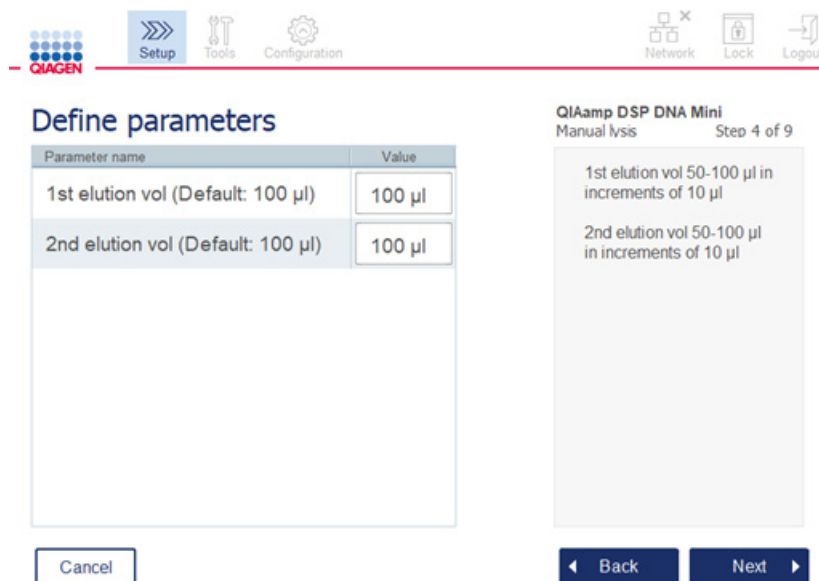 QIAGEN
Setup
Tools
Configuration
Network
Lock
Define parameters
QIAamp DSP DNA Mini
Manual lysis Step 4 of 9
Parameter name Value
1st elution vol (Default: 100 µl) 100 µl
2nd elution vol (Default: 100 µl) 100 µl
1st elution vol 50-100 µl in
increments of 10 µl
2nd elution vol 50-100 µl
in increments of 10 µl
Cancel
Back
Next